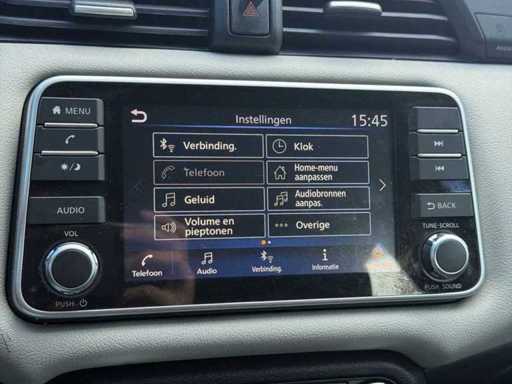 Instellingen 15:45
MENU
Verbinding. Klok
Telefoon Home-menu
aanpassen
Geluid Audiobronnen
aanpas.
Volume en
pieptonen Overige
AUDIO
BACK
VOL
TUNE·SCROLL
Telefoon Audio Verbinding. Informatie
PUSH
PUSH SOUND